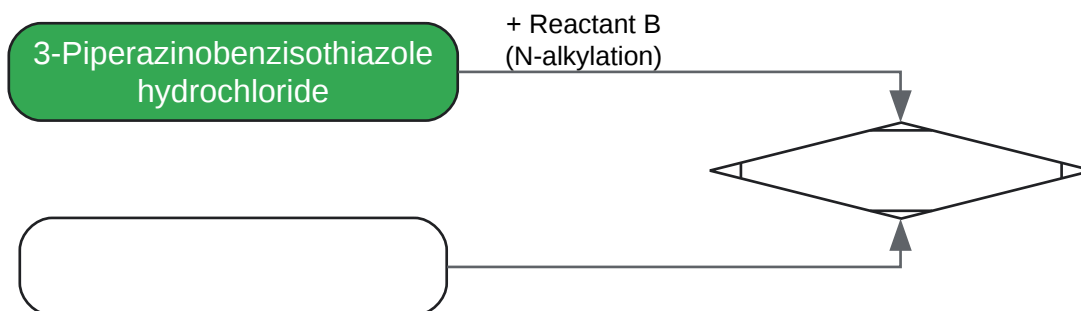 3-Piperazinobenzisothiazole
hydrochloride
+ Reactant B
(N-alkylation)